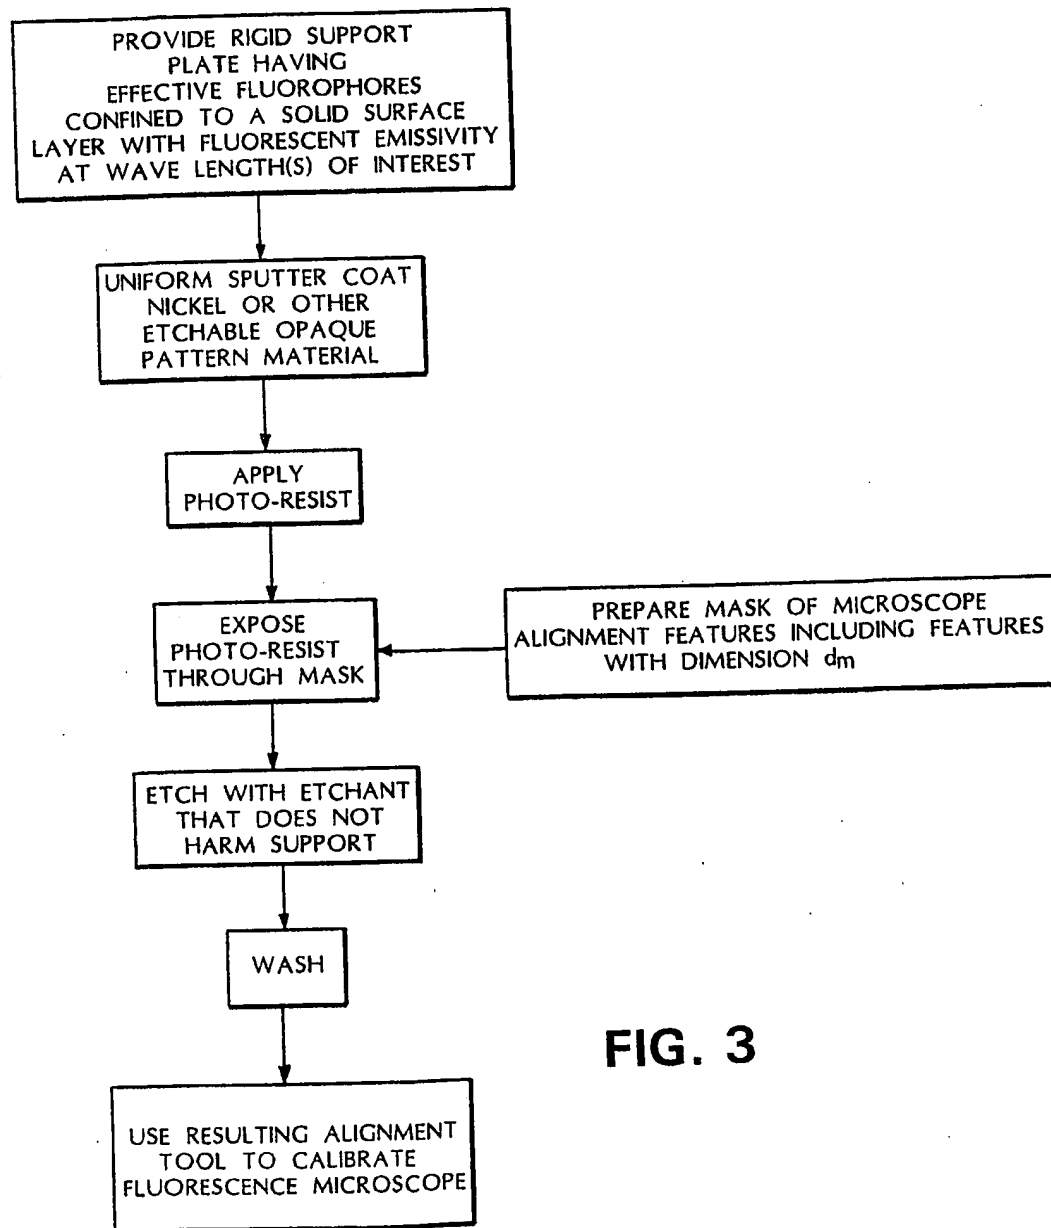 PROVIDE RIGID SUPPORT
PLATE HAVING
EFFECTIVE FLUOROPHORES
CONFINED TO A SOLID SURFACE
LAYER WITH FLUORESCENT EMISSIVITY
AT WAVE LENGTH(S) OF INTEREST
UNIFORM SPUTTER COAT
NICKEL OR OTHER
ETCHABLE OPAQUE
PATTERN MATERIAL
APPLY
PHOTO-RESIST
EXPOSE
PHOTO-RESIST
THROUGH MASK
PREPARE MASK OF MICROSCOPE
ALIGNMENT FEATURES INCLUDING FEATURES
WITH DIMENSION dm
ETCH WITH ETCHANT
THAT DOES NOT
HARM SUPPORT
WASH
USE RESULTING ALIGNMENT
TOOL TO CALIBRATE
FLUORESCENCE MICROSCOPE
FIG. 3